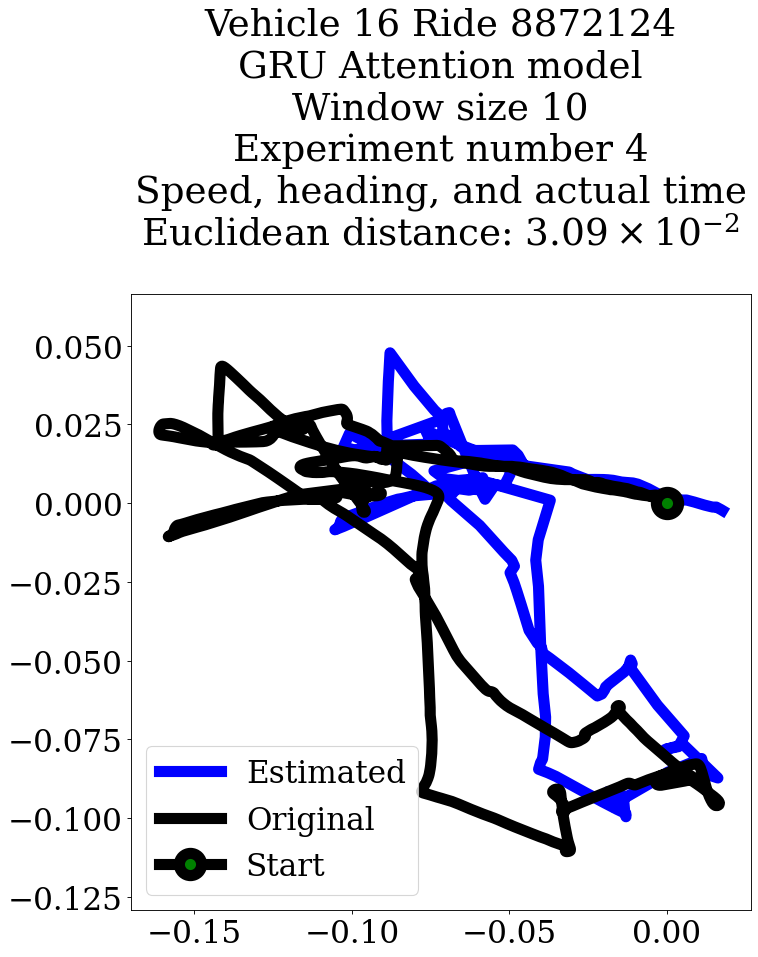 Vehicle 16 Ride 8872124
GRU Attention model
Window size 10
Experiment number 4
Speed, heading, and actual time
Euclidean distance: 3.09 × 10⁻²
0.050
0.025
0.000
−0.025
−0.050
−0.075
−0.100
−0.125
Estimated
Original
Start
−0.15 −0.10 −0.05 0.00